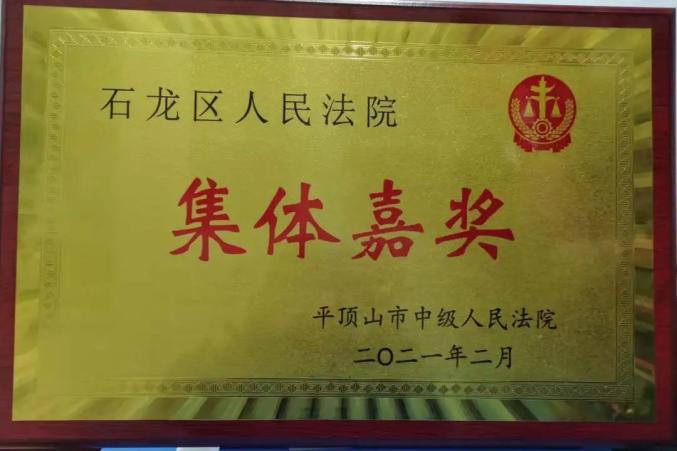 石龙区人民法院
集体嘉奖
平顶山市中级人民法院
二〇二一年二月